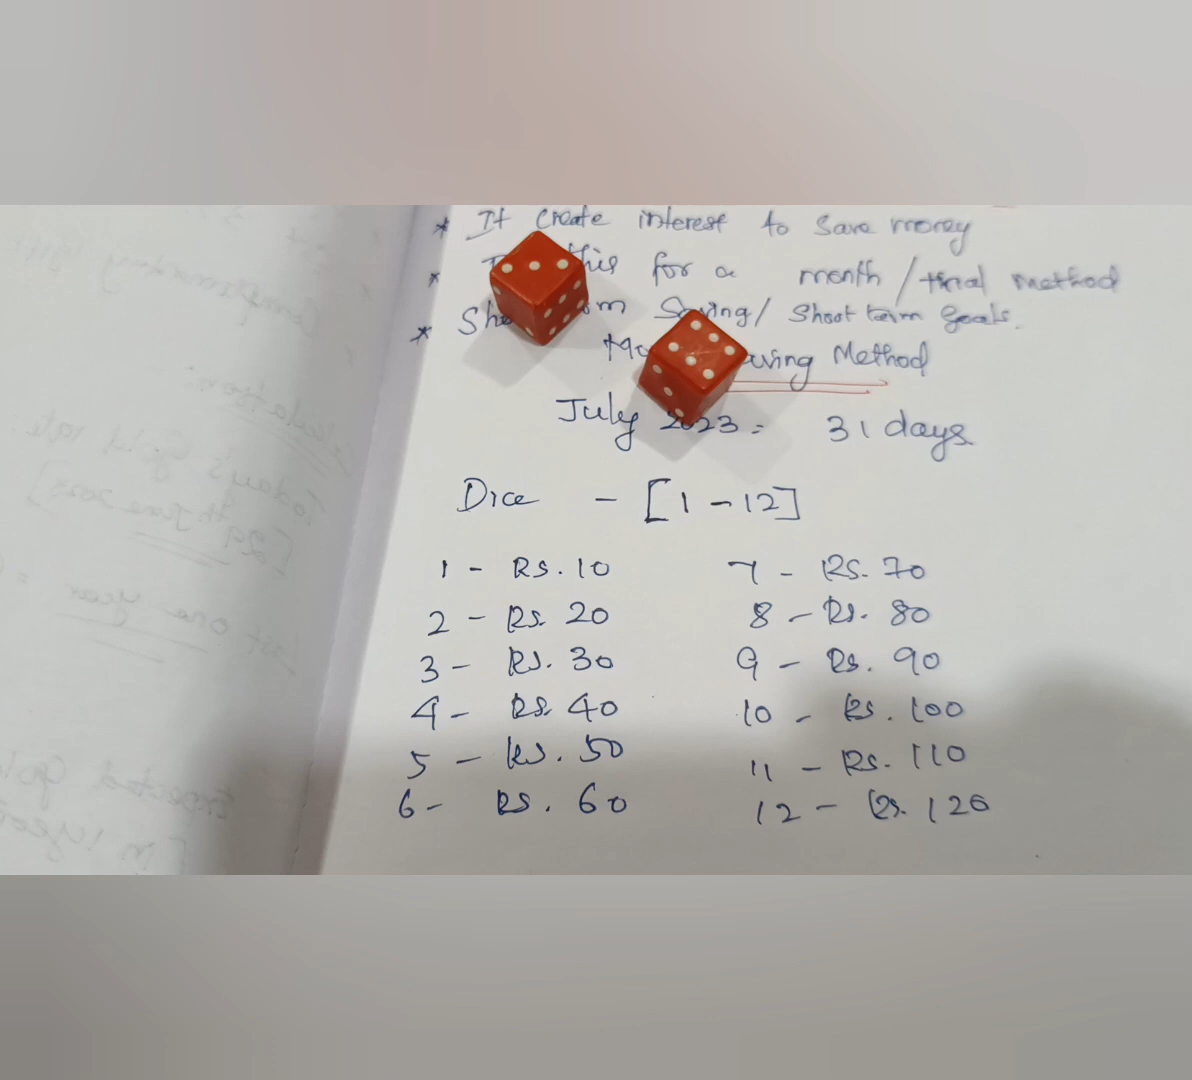 * It create interest to save money
* this for a month / trial method
* Short term Saving / Short term goals.
Saving Method
July 2023 = 31 days
Dice - [1 - 12]
1 - Rs. 10
2 - Rs. 20
3 - Rs. 30
4 - Rs. 40
5 - Rs. 50
6 - Rs. 60
7 - Rs. 70
8 - Rs. 80
9 - Rs. 90
10 - Rs. 100
11 - Rs. 110
12 - Rs. 120